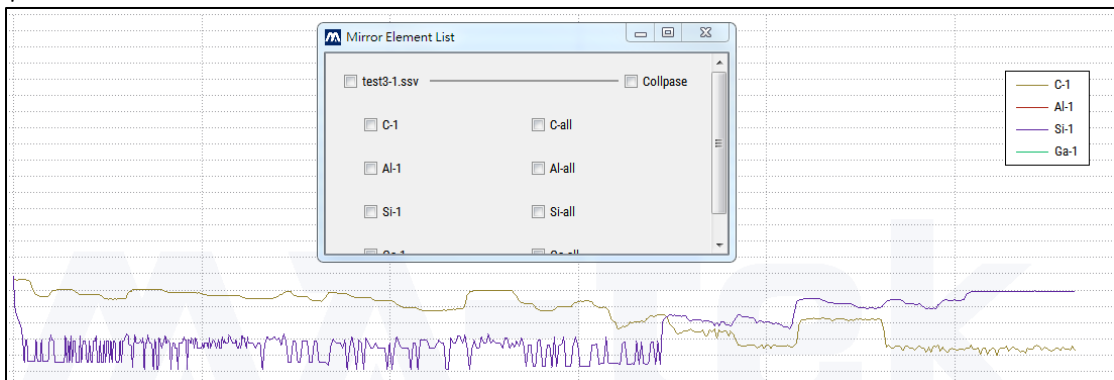 Mirror Element List
test3-1.ssv Collpase
C-1 C-all
Al-1 Al-all
Si-1 Si-all
C-1
Al-1
Si-1
Ga-1